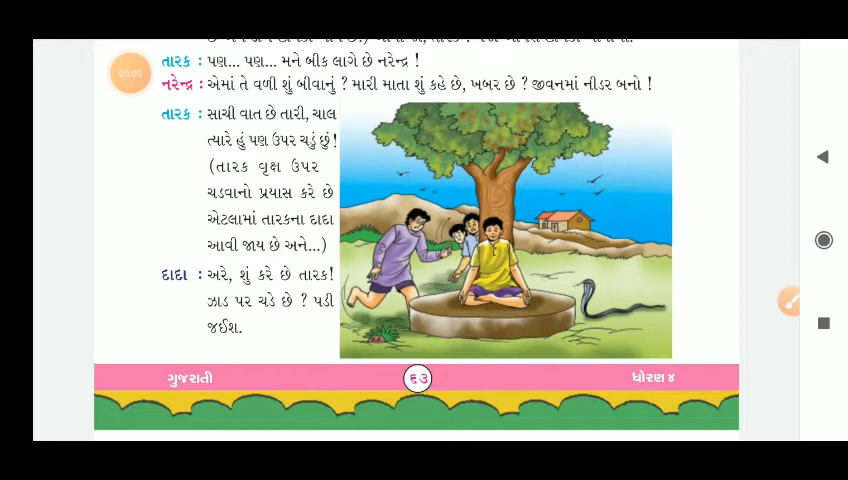 તારક : પણ... પણ... મને બીક લાગે છે નરેન્દ્ર !
નરેન્દ્ર : એમાં તે વળી શું બીવાનું ? મારી માતા શું કહે છે, ખબર છે ? જીવનમાં નીડર બનો !
તારક : સાચી વાત છે તારી, ચાલ
ત્યારે હું પણ ઉપર ચડું છું!
(તારક વૃક્ષ ઉપર
ચડવાનો પ્રયાસ કરે છે
એટલામાં તારકના દાદા
આવી જાય છે અને...)
દાદા : અરે, શું કરે છે તારક!
ઝાડ પર ચડે છે ? પડી
જઈશ.
ગુજરાતી
૬૩
ધોરણ ૪